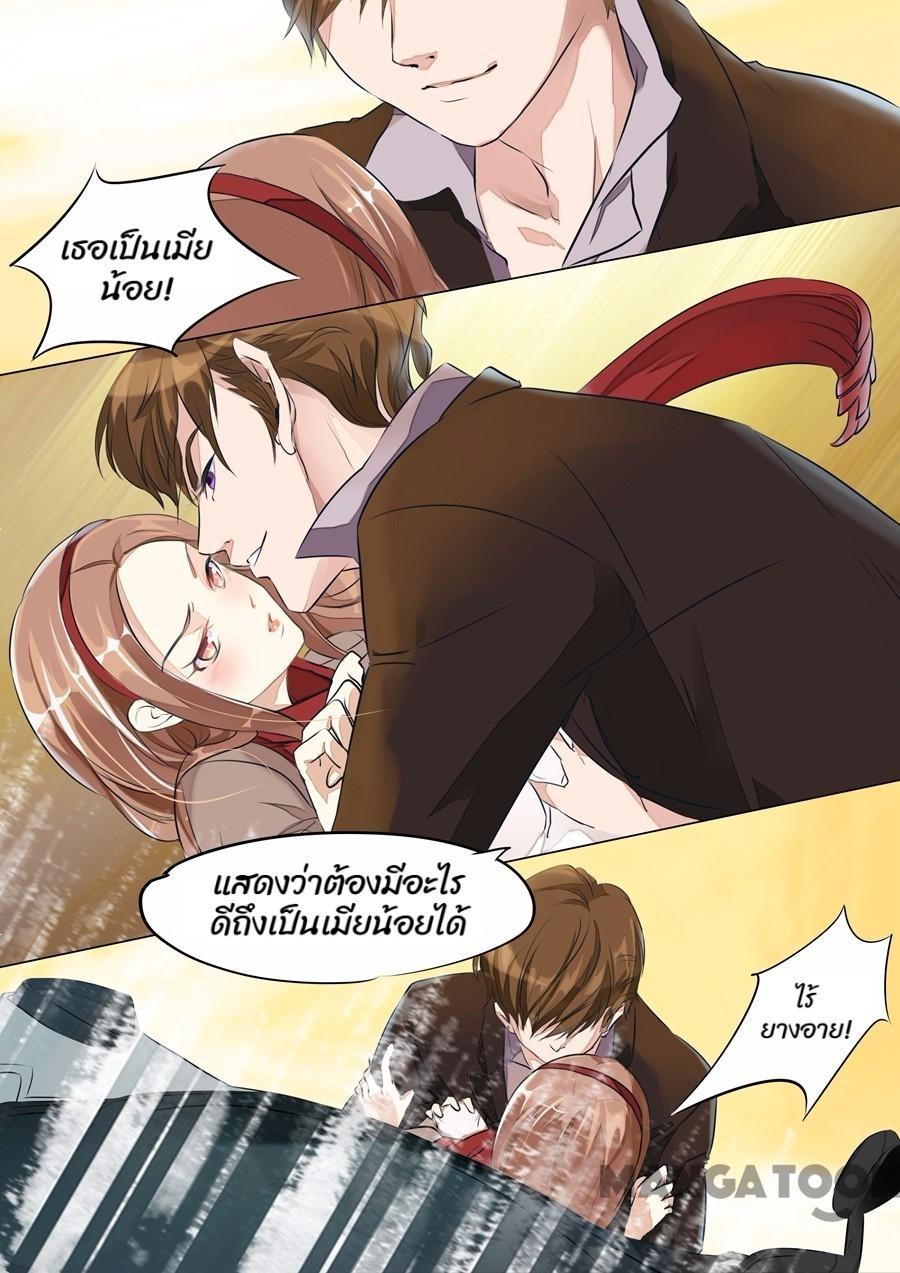 เธอเป็นเมีย
น้อย!
แสดงว่าต้องมีอะไร
ดีถึงเป็นเมียน้อยได้
ไร้
ยางอาย!
MANGATOON